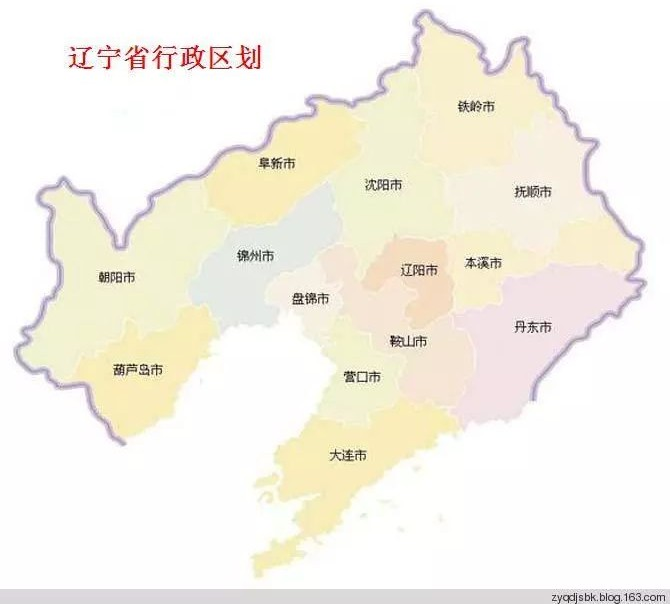 辽宁省行政区划
铁岭市
阜新市
沈阳市
抚顺市
锦州市
辽阳市
本溪市
朝阳市
盘锦市
丹东市
鞍山市
葫芦岛市
营口市
大连市
zyqdjsbk.blog.163.com